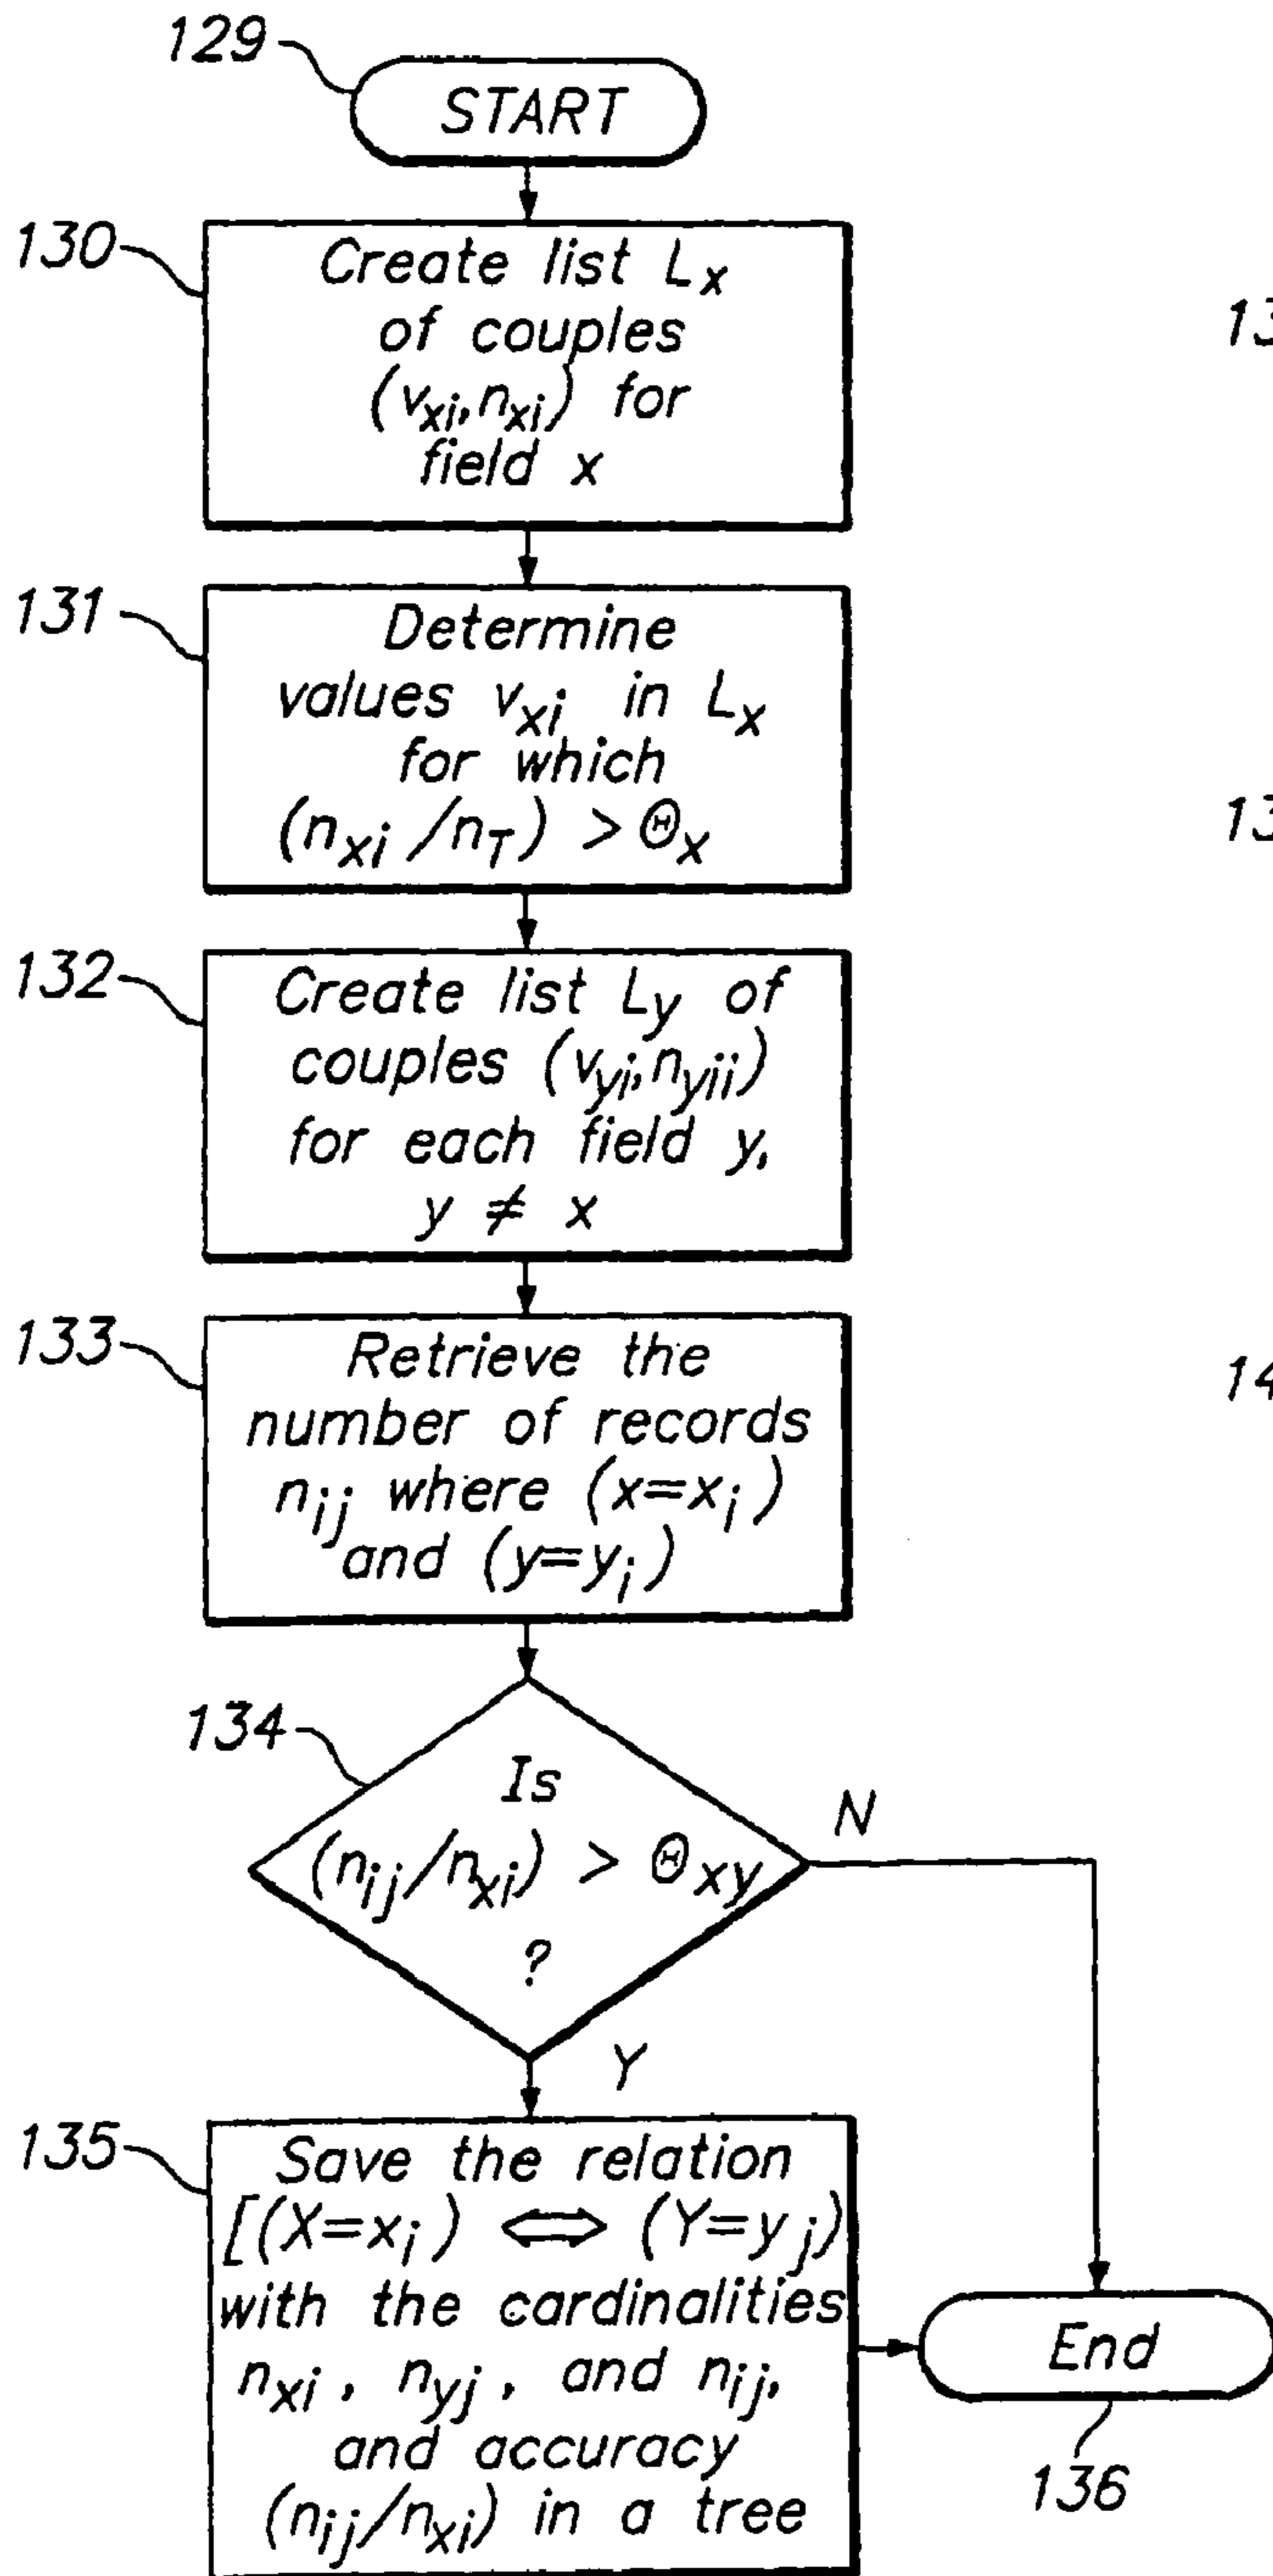 129
START
130
Create list Lx
of couples
(vxi,nxi) for
field x
131
Determine
values vxi in Lx
for which
(nxi /nT) > Θx
132
Create list Ly of
couples (vyi,nyii)
for each field y,
y ≠ x
133
Retrieve the
number of records
nij where (x=xi)
and (y=yi)
134
Is
(nij/nxi) > Θxy
?
N
Y
135
Save the relation
[(X=xi) ⇔ (Y=yj)
with the cardinalities
nxi, nyj, and nij,
and accuracy
(nij/nxi) in a tree
End
136
13
13
14